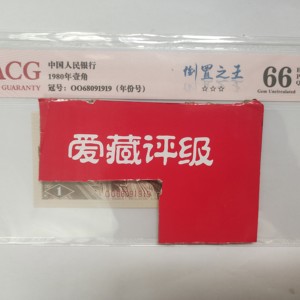 ACG
GUARANTY
中国人民银行
1980年壹角
冠号：OO68091919（年份号）
倒置之王
☆☆☆
66
Gem Uncirculated
爱藏评级
1